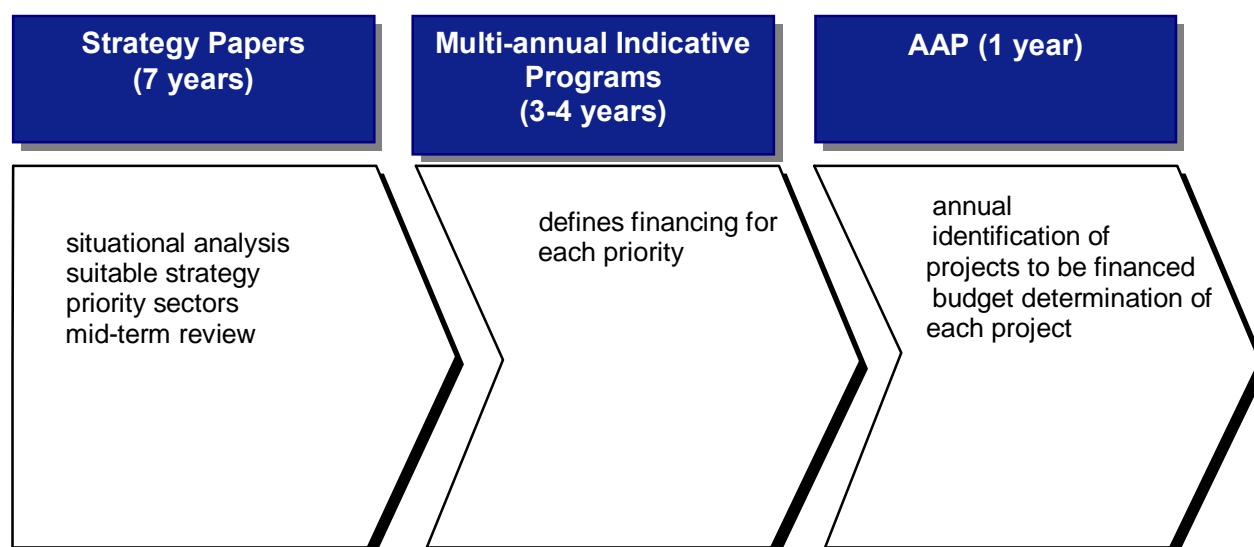 Strategy Papers
(7 years)
situational analysis
suitable strategy
priority sectors
mid-term review
Multi-annual Indicative
Programs
(3-4 years)
defines financing for
each priority
AAP (1 year)
annual
identification of
projects to be financed
budget determination of
each project